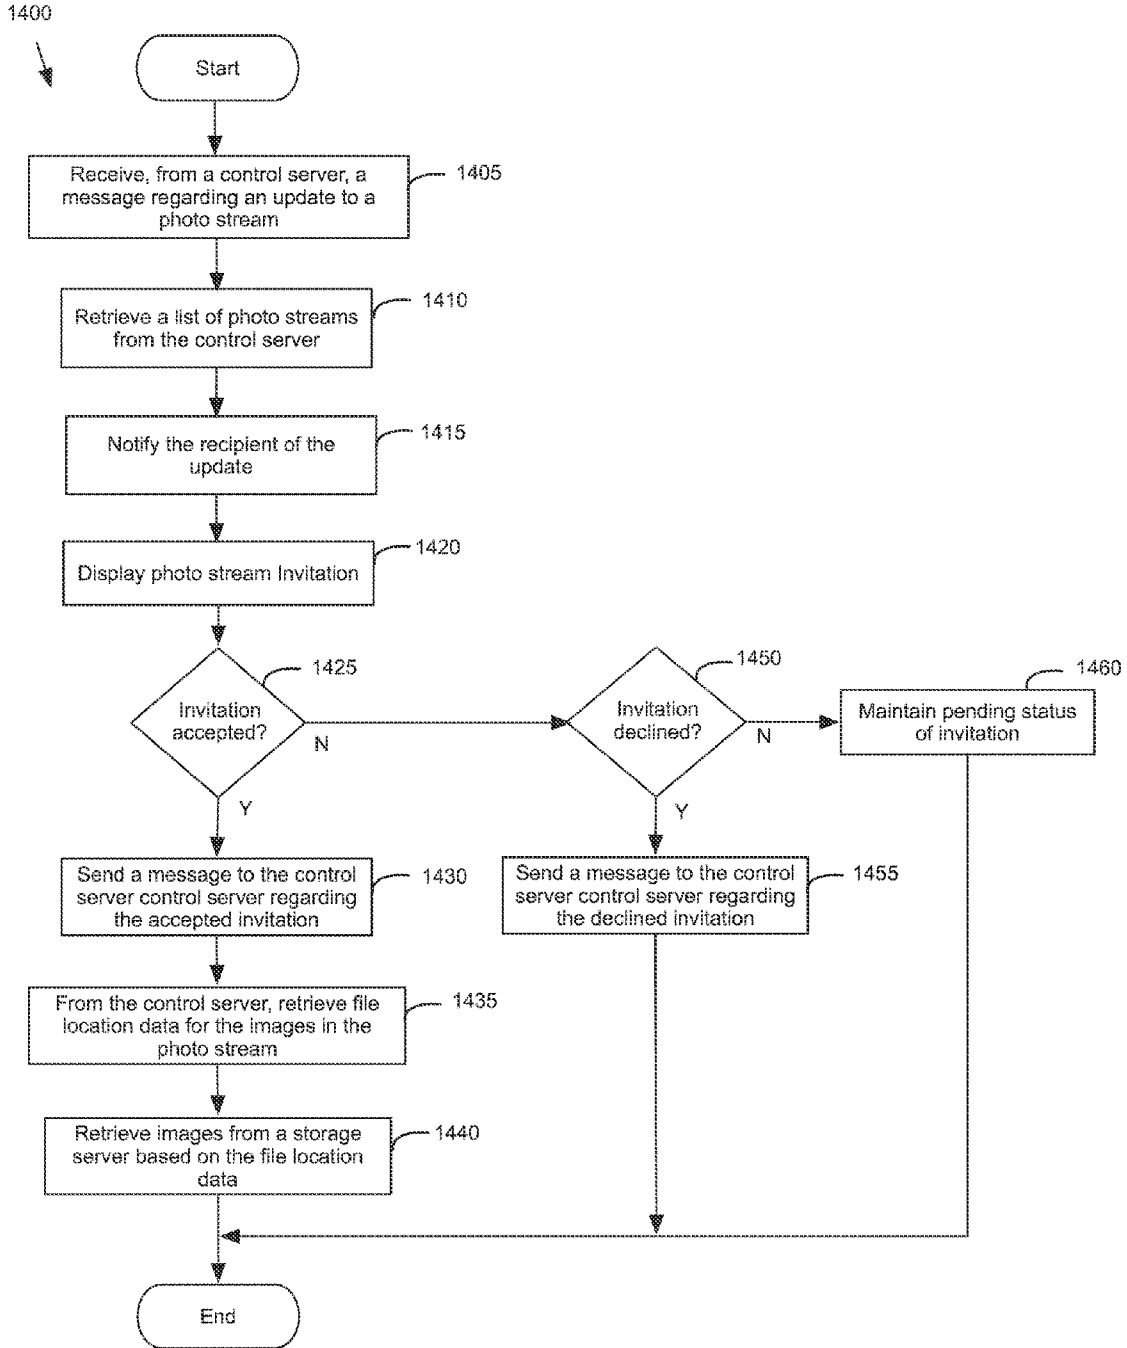 1400
Start
Receive, from a control server, a
message regarding an update to a
photo stream
1405
Retrieve a list of photo streams
from the control server
1410
Notify the recipient of the
update
1415
Display photo stream Invitation
1420
Invitation
accepted?
1425
N
Y
Invitation
declined?
1450
N
Y
Maintain pending status
of invitation
1460
Send a message to the control
server control server regarding
the accepted invitation
1430
Send a message to the control
server control server regarding
the declined invitation
1455
From the control server, retrieve file
location data for the images in the
photo stream
1435
Retrieve images from a storage
server based on the file location
data
1440
End